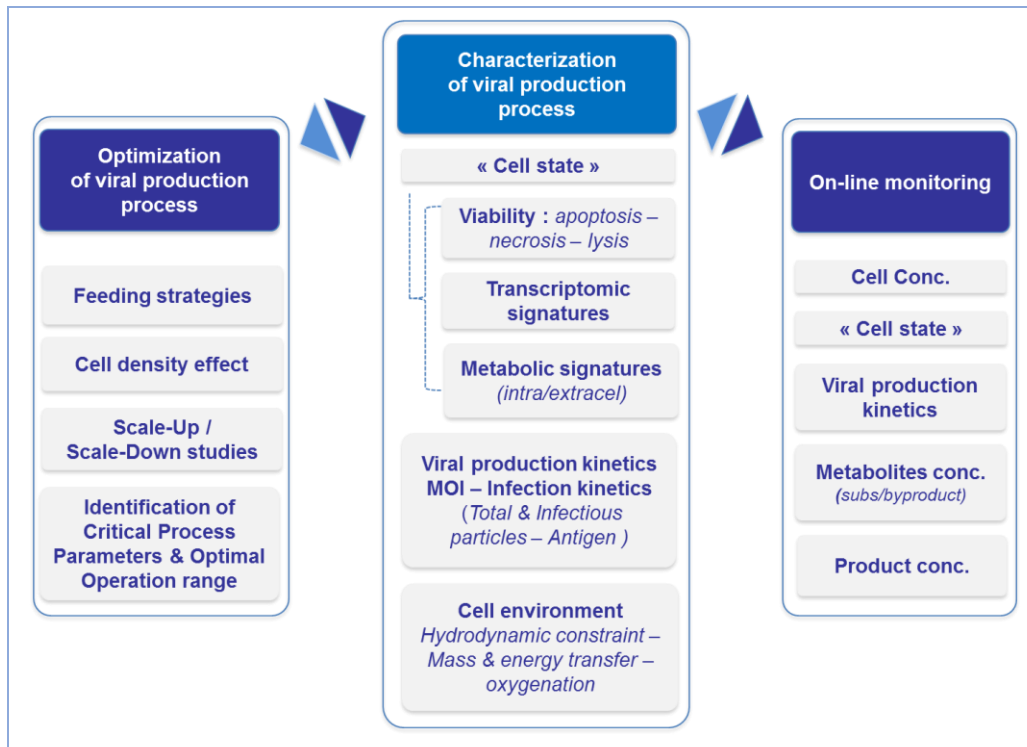 Optimization
of viral production
process
Feeding strategies
Cell density effect
Scale-Up /
Scale-Down studies
Identification of
Critical Process
Parameters & Optimal
Operation range
Characterization
of viral production
process
« Cell state »
Viability : apoptosis –
necrosis – lysis
Transcriptomic
signatures
Metabolic signatures
(intra/extracel)
Viral production kinetics
MOI – Infection kinetics
(Total & Infectious
particles – Antigen )
Cell environment
Hydrodynamic constraint –
Mass & energy transfer –
oxygenation
On-line monitoring
Cell Conc.
« Cell state »
Viral production
kinetics
Metabolites conc.
(subs/byproduct)
Product conc.